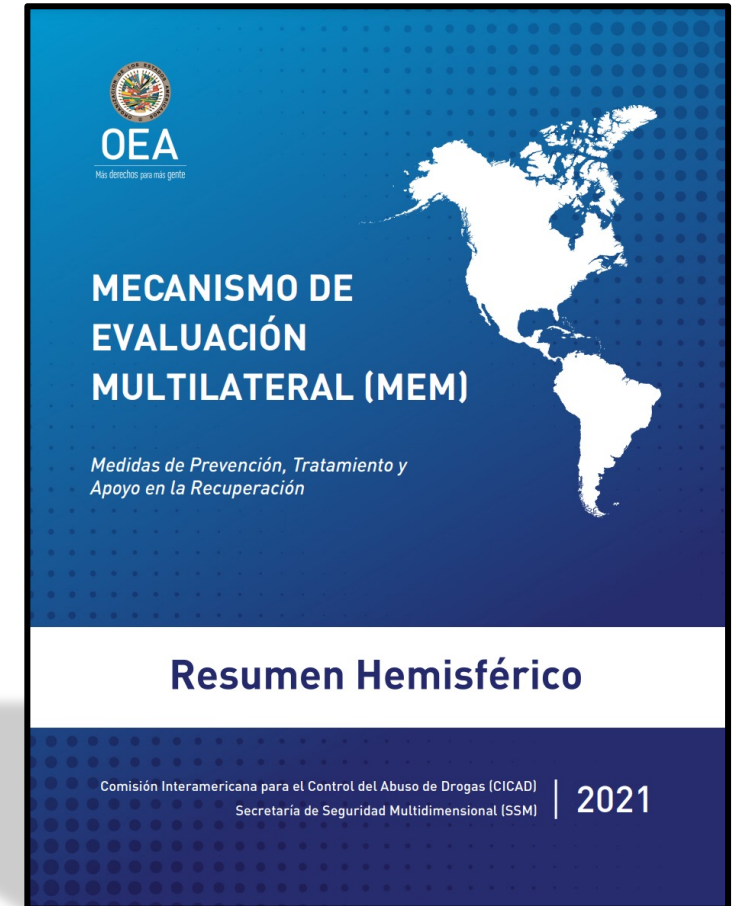 OEA
Más derechos para más gente
MECANISMO DE
EVALUACIÓN
MULTILATERAL (MEM)
Medidas de Prevención, Tratamiento y
Apoyo en la Recuperación
Resumen Hemisférico
Comisión Interamericana para el Control del Abuso de Drogas (CICAD)
Secretaría de Seguridad Multidimensional (SSM)
2021